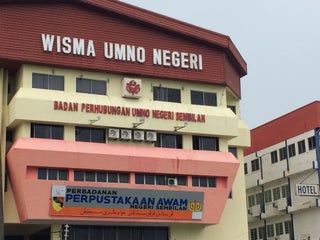 WISMA UMNO NEGERI
BADAN PERHUBUNGAN UMNO NEGERI SEMBILAN
PERBADANAN
PERPUSTAKAAN AWAM
NEGERI SEMBILAN
HOTEL